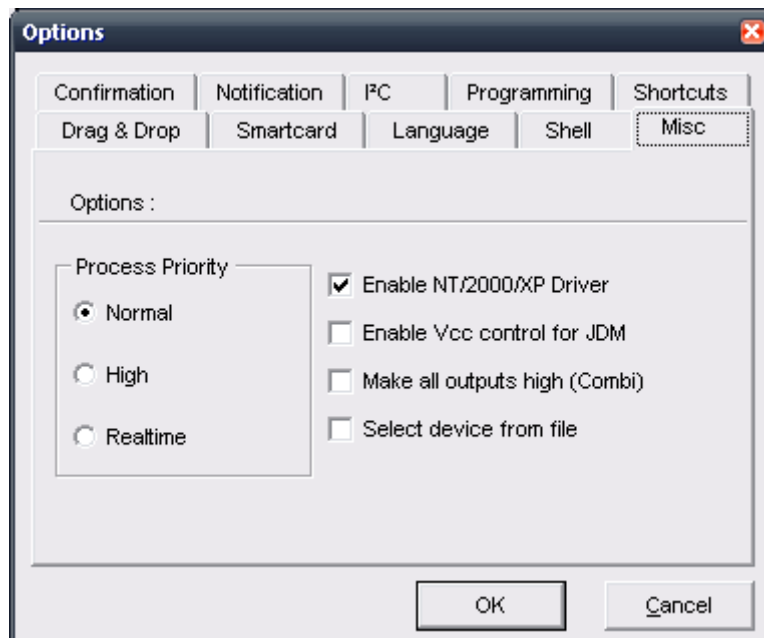 Options
Confirmation Notification I²C Programming Shortcuts
Drag & Drop Smartcard Language Shell Misc
Options :
Process Priority
Normal
High
Realtime
Enable NT/2000/XP Driver
Enable Vcc control for JDM
Make all outputs high (Combi)
Select device from file
OK Cancel